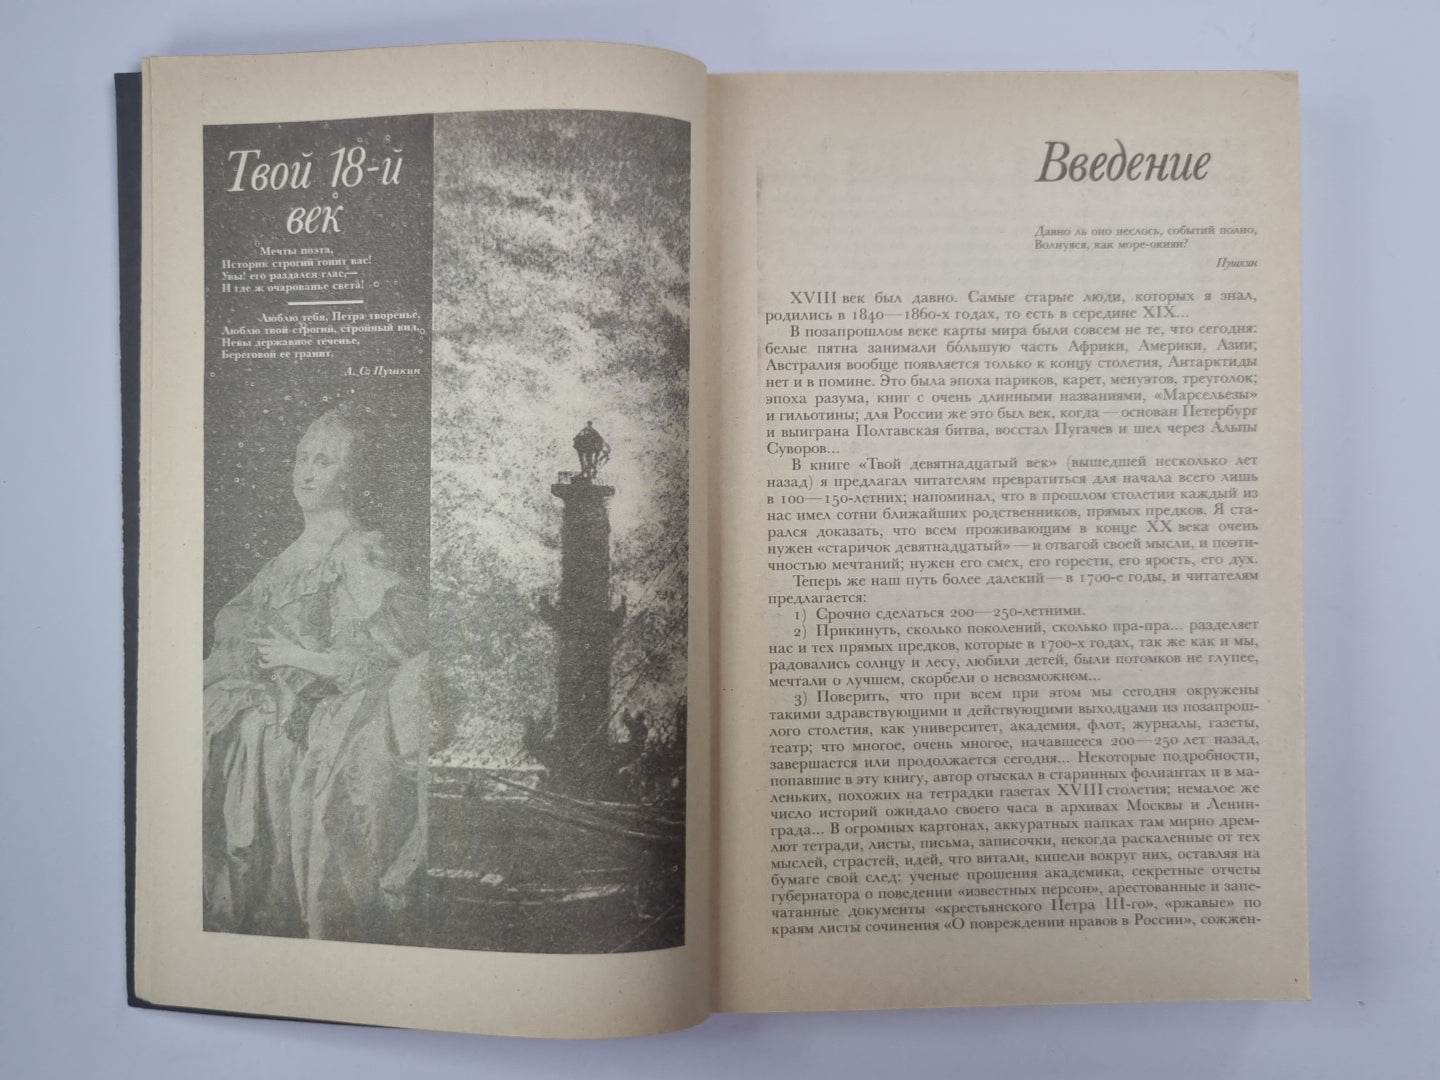 Твой 18-й
век
Мечты поэта,
Историк строгий гонит вас!
Увы! его раздался глас,—
И где ж очарованье света!
Люблю тебя, Петра творенье,
Люблю твой строгий, стройный вид,
Невы державное теченье,
Береговой ее гранит.
А. С. Пушкин
Введение
Давно ль оно неслось, событий полно,
Волнуяся, как море-окиян?
Пушкин
XVIII век был давно. Самые старые люди, которых я знал,
родились в 1840—1860-х годах, то есть в середине XIX...
В позапрошлом веке карты мира были совсем не те, что сегодня:
белые пятна занимали бо́льшую часть Африки, Америки, Азии;
Австралия вообще появляется только к концу столетия, Антарктиды
нет и в помине. Это была эпоха париков, карет, менуэтов, треуголок;
эпоха разума, книг с очень длинными названиями, «Марсельезы»
и гильотины; для России же это был век, когда — основан Петербург
и выиграна Полтавская битва, восстал Пугачев и шел через Альпы
Суворов...
В книге «Твой девятнадцатый век» (вышедшей несколько лет
назад) я предлагал читателям превратиться для начала всего лишь
в 100—150-летних; напоминал, что в прошлом столетии каждый из
нас имел сотни ближайших родственников, прямых предков. Я ста-
рался доказать, что всем проживающим в конце XX века очень
нужен «старичок девятнадцатый» — и отвагой своей мысли, и поэти-
чностью мечтаний; нужен его смех, его горести, его ярость, его дух.
Теперь же наш путь более далекий — в 1700-е годы, и читателям
предлагается:
1) Срочно сделаться 200—250-летними.
2) Прикинуть, сколько поколений, сколько пра-пра... разделяет
нас и тех прямых предков, которые в 1700-х годах, так же как и мы,
радовались солнцу и лесу, любили детей, были потомков не глупее,
мечтали о лучшем, скорбели о невозможном...
3) Поверить, что при всем при этом мы сегодня окружены
такими здравствующими и действующими выходцами из позапрош-
лого столетия, как университет, академия, флот, журналы, газеты,
театр; что многое, очень многое, начавшееся 200—250 лет назад,
завершается или продолжается сегодня... Некоторые подробности,
попавшие в эту книгу, автор отыскал в старинных фолиантах и в ма-
леньких, похожих на тетрадки газетах XVIII столетия; немалое же
число историй ожидало своего часа в архивах Москвы и Ленин-
града... В огромных картонах, аккуратных папках там мирно дрем-
лют тетради, листы, письма, записочки, некогда раскаленные от тех
мыслей, страстей, идей, что витали, кипели вокруг них, оставляя на
бумаге свой след: ученые прошения академика, секретные отчеты
губернатора о поведении «известных персон», арестованные и запе-
чатанные документы «крестьянского Петра III-го», «ржавые» по
краям листы сочинения «О повреждении нравов в России», сожжен-